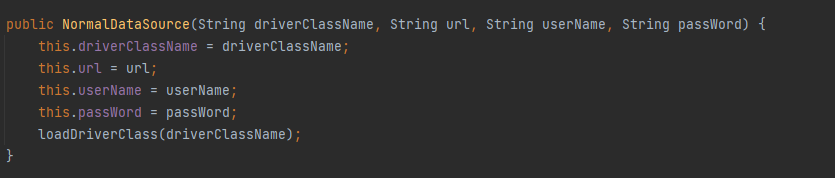 public NormalDataSource(String driverClassName, String url, String userName, String passWord) {
this.driverClassName = driverClassName;
this.url = url;
this.userName = userName;
this.passWord = passWord;
loadDriverClass(driverClassName);
}